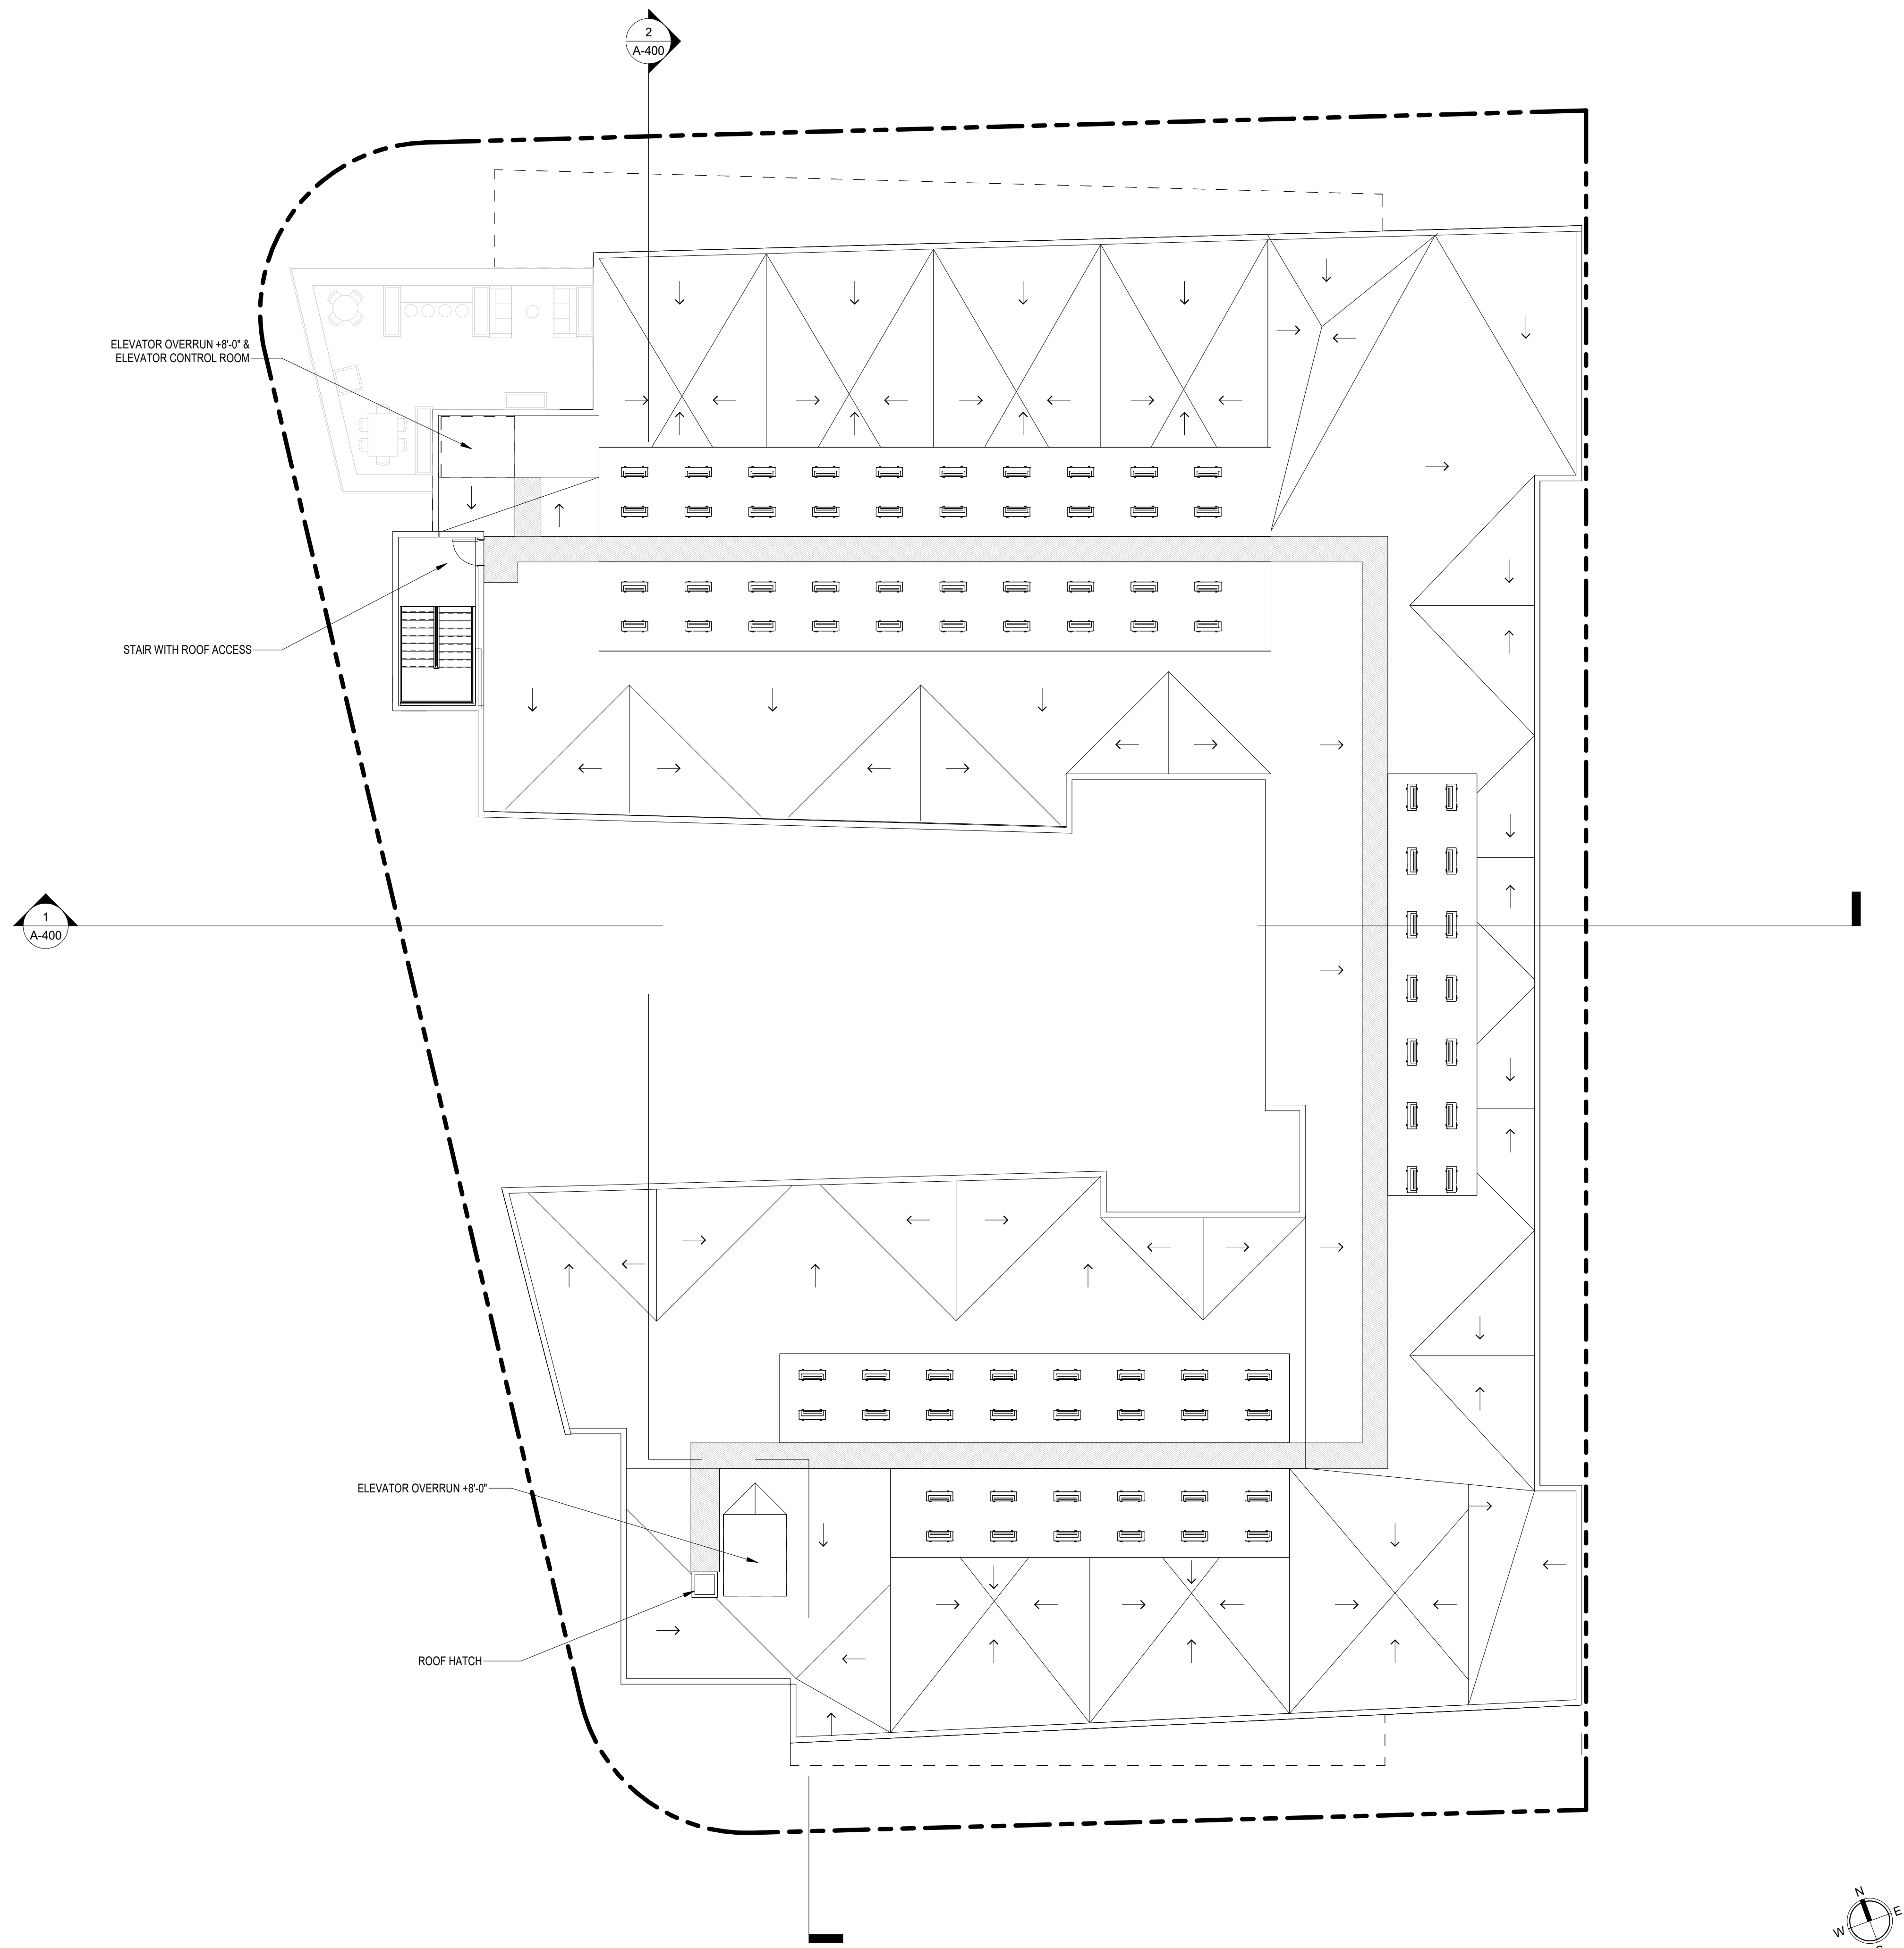 2
A-400
ELEVATOR OVERRUN +8'-0" &
ELEVATOR CONTROL ROOM
STAIR WITH ROOF ACCESS
1
A-400
ELEVATOR OVERRUN +8'-0"
ROOF HATCH
N
W
E